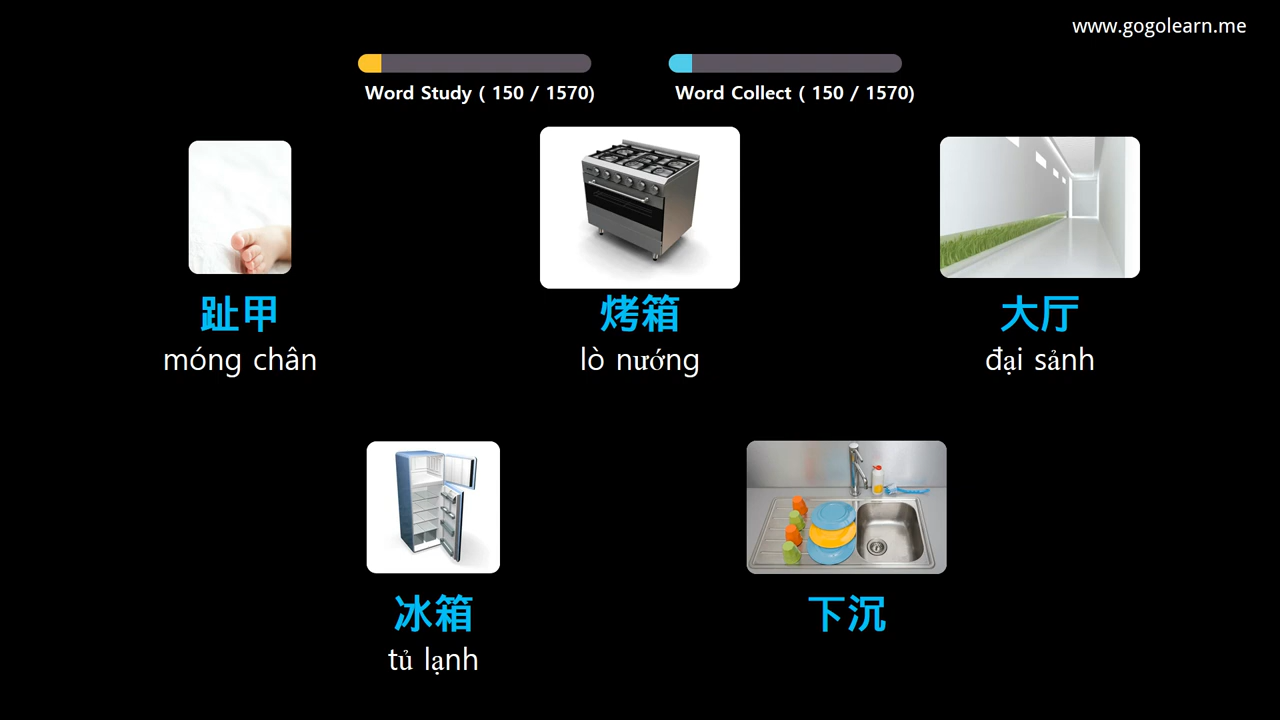 www.gogolearn.me
Word Study ( 150 / 1570)
Word Collect ( 150 / 1570)
趾甲
móng chân
烤箱
lò nướng
大厅
đại sảnh
冰箱
tủ lạnh
下沉